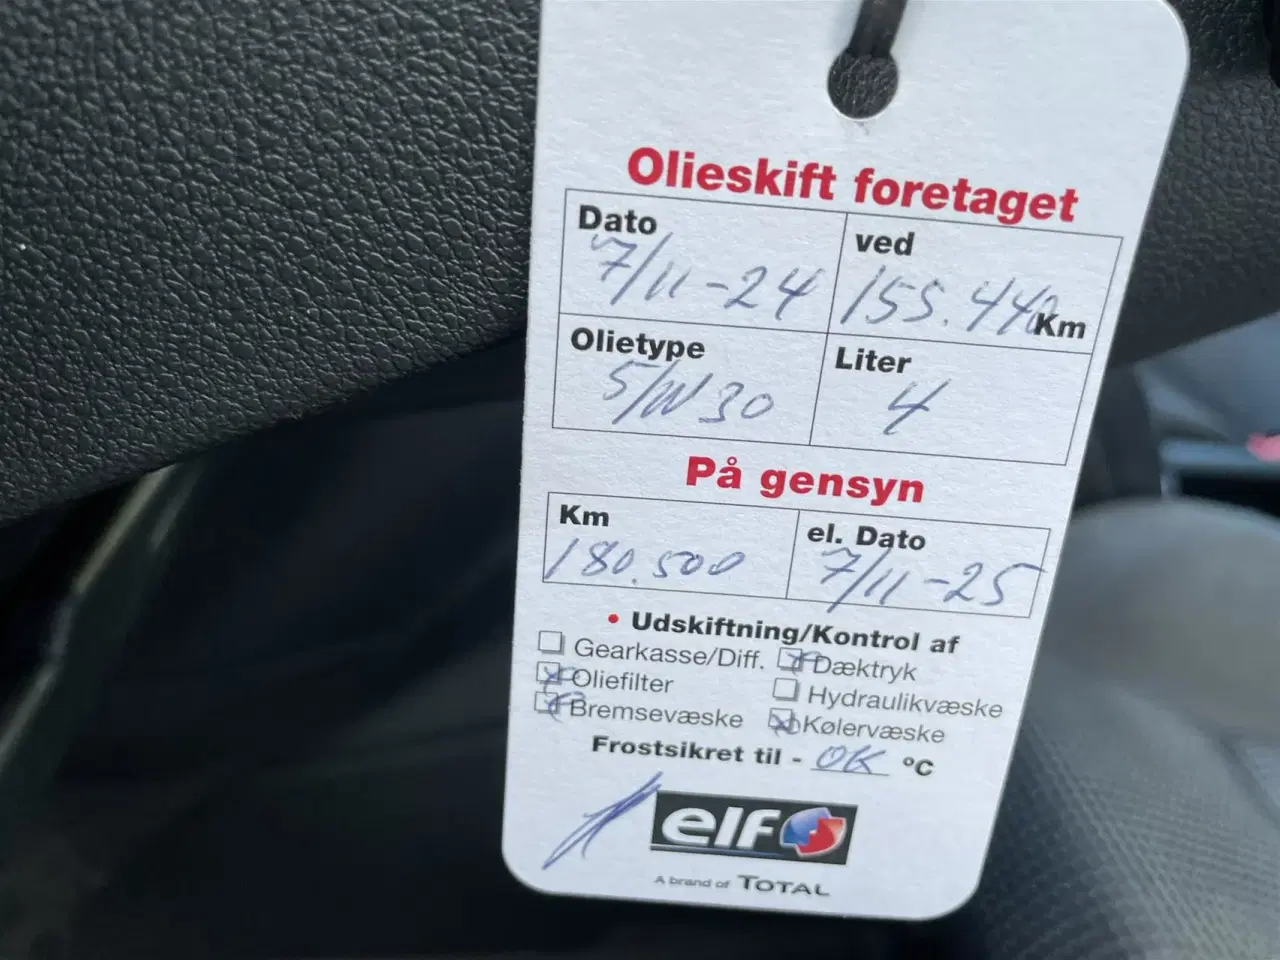 Olieskift foretaget
Dato ved
7/11-24 155.440 Km
Olietype Liter
5/W30 4
På gensyn
Km el. Dato
180.500 7/11-25
• Udskiftning/Kontrol af
Gearkasse/Diff. Dæktryk
Oliefilter Hydraulikvæske
Bremsevæske Kølervæske
Frostsikret til - OK °C
elf
A brand of TOTAL